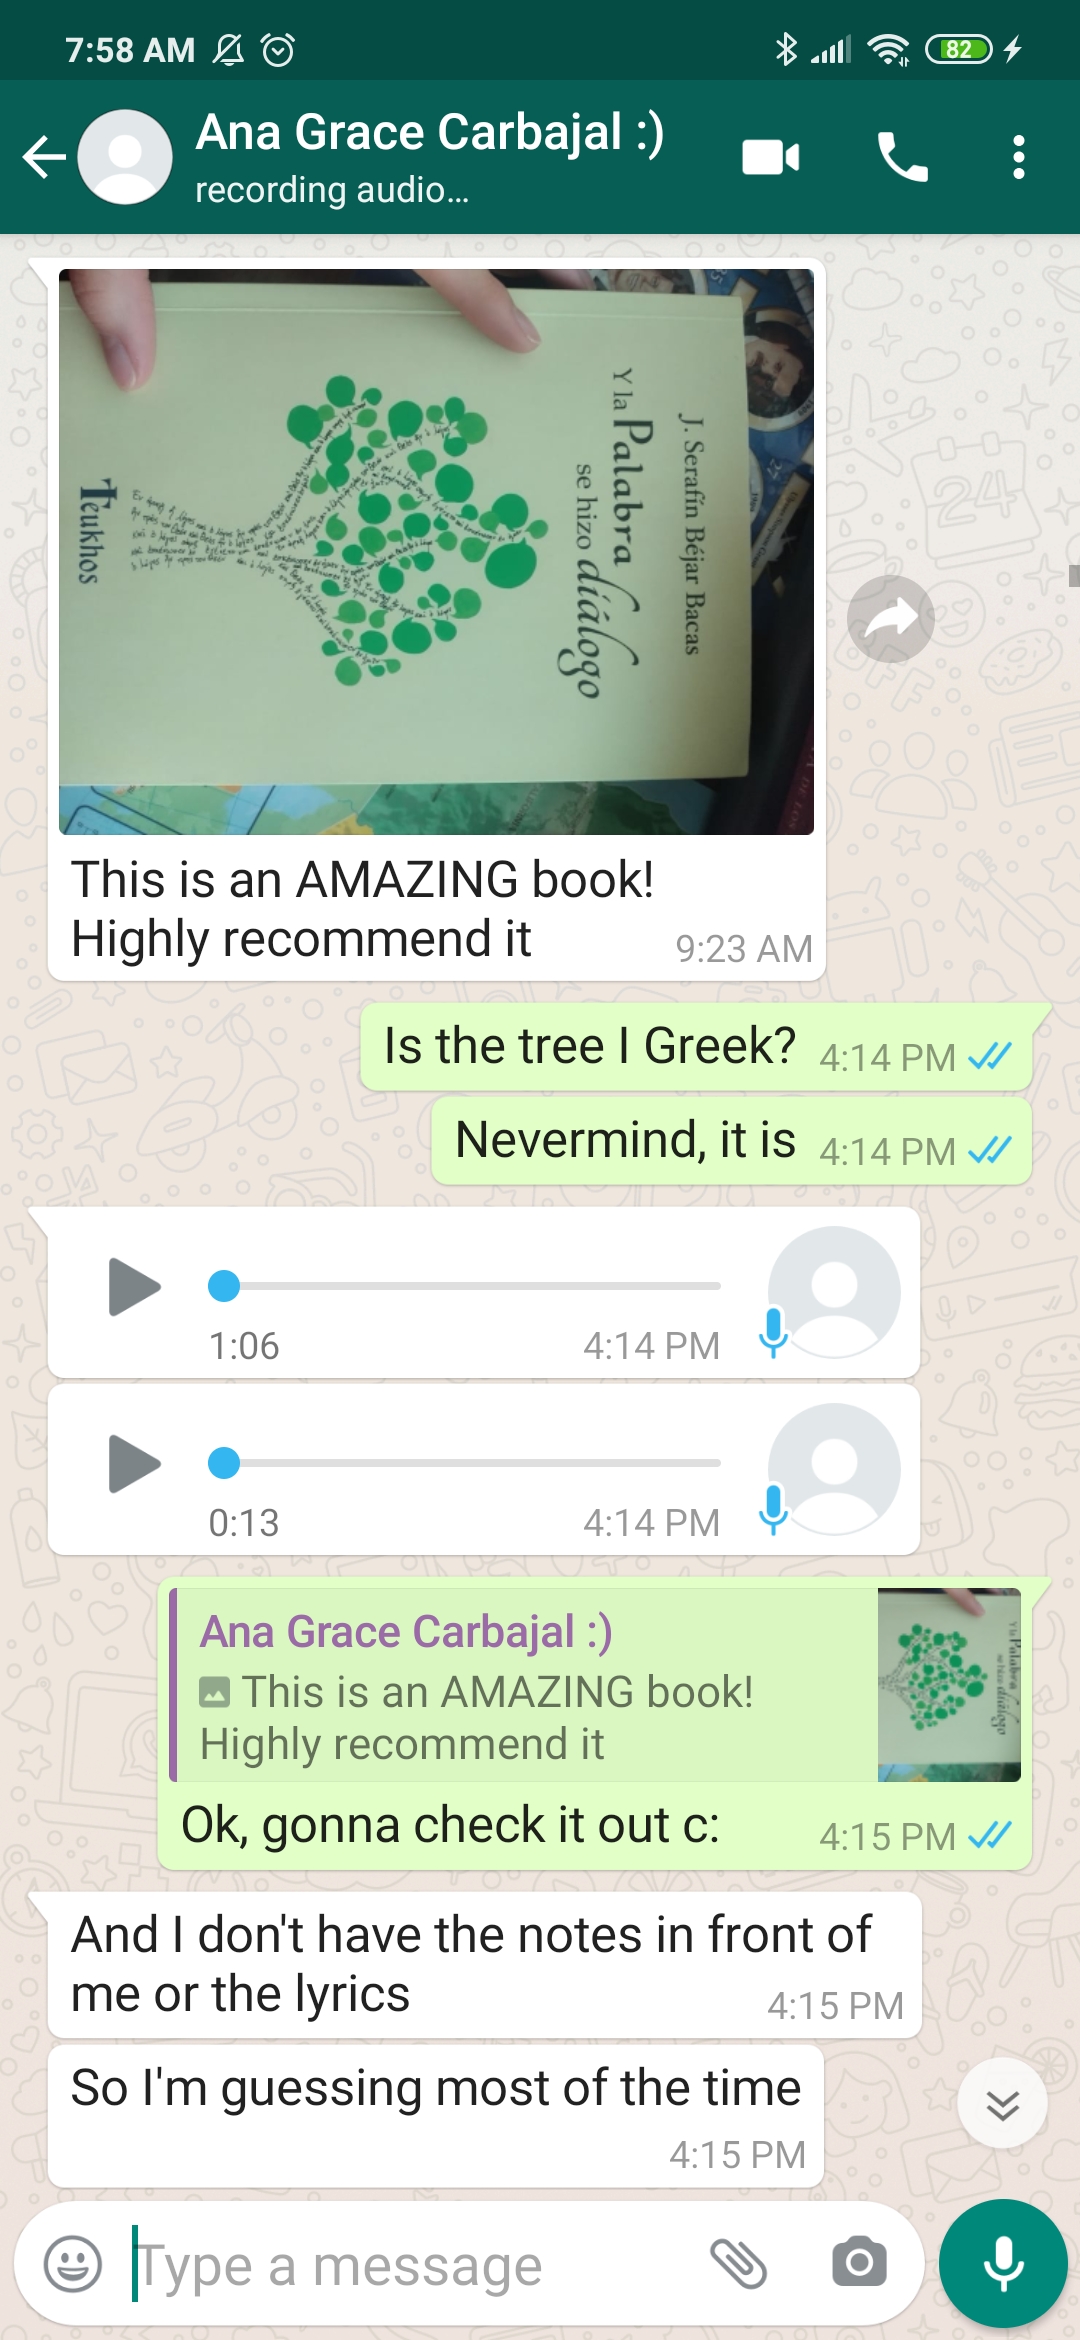 7:58 AM
82
Ana Grace Carbajal :)
recording audio...
J. Serafín Béjar Bacas
Y la Palabra
se hizo diálogo
Teukhos
This is an AMAZING book!
Highly recommend it
9:23 AM
Is the tree I Greek?
4:14 PM
Nevermind, it is
4:14 PM
1:06
4:14 PM
0:13
4:14 PM
Ana Grace Carbajal :)
This is an AMAZING book!
Highly recommend it
Ok, gonna check it out c:
4:15 PM
And I don't have the notes in front of
me or the lyrics
4:15 PM
So I'm guessing most of the time
4:15 PM
Type a message